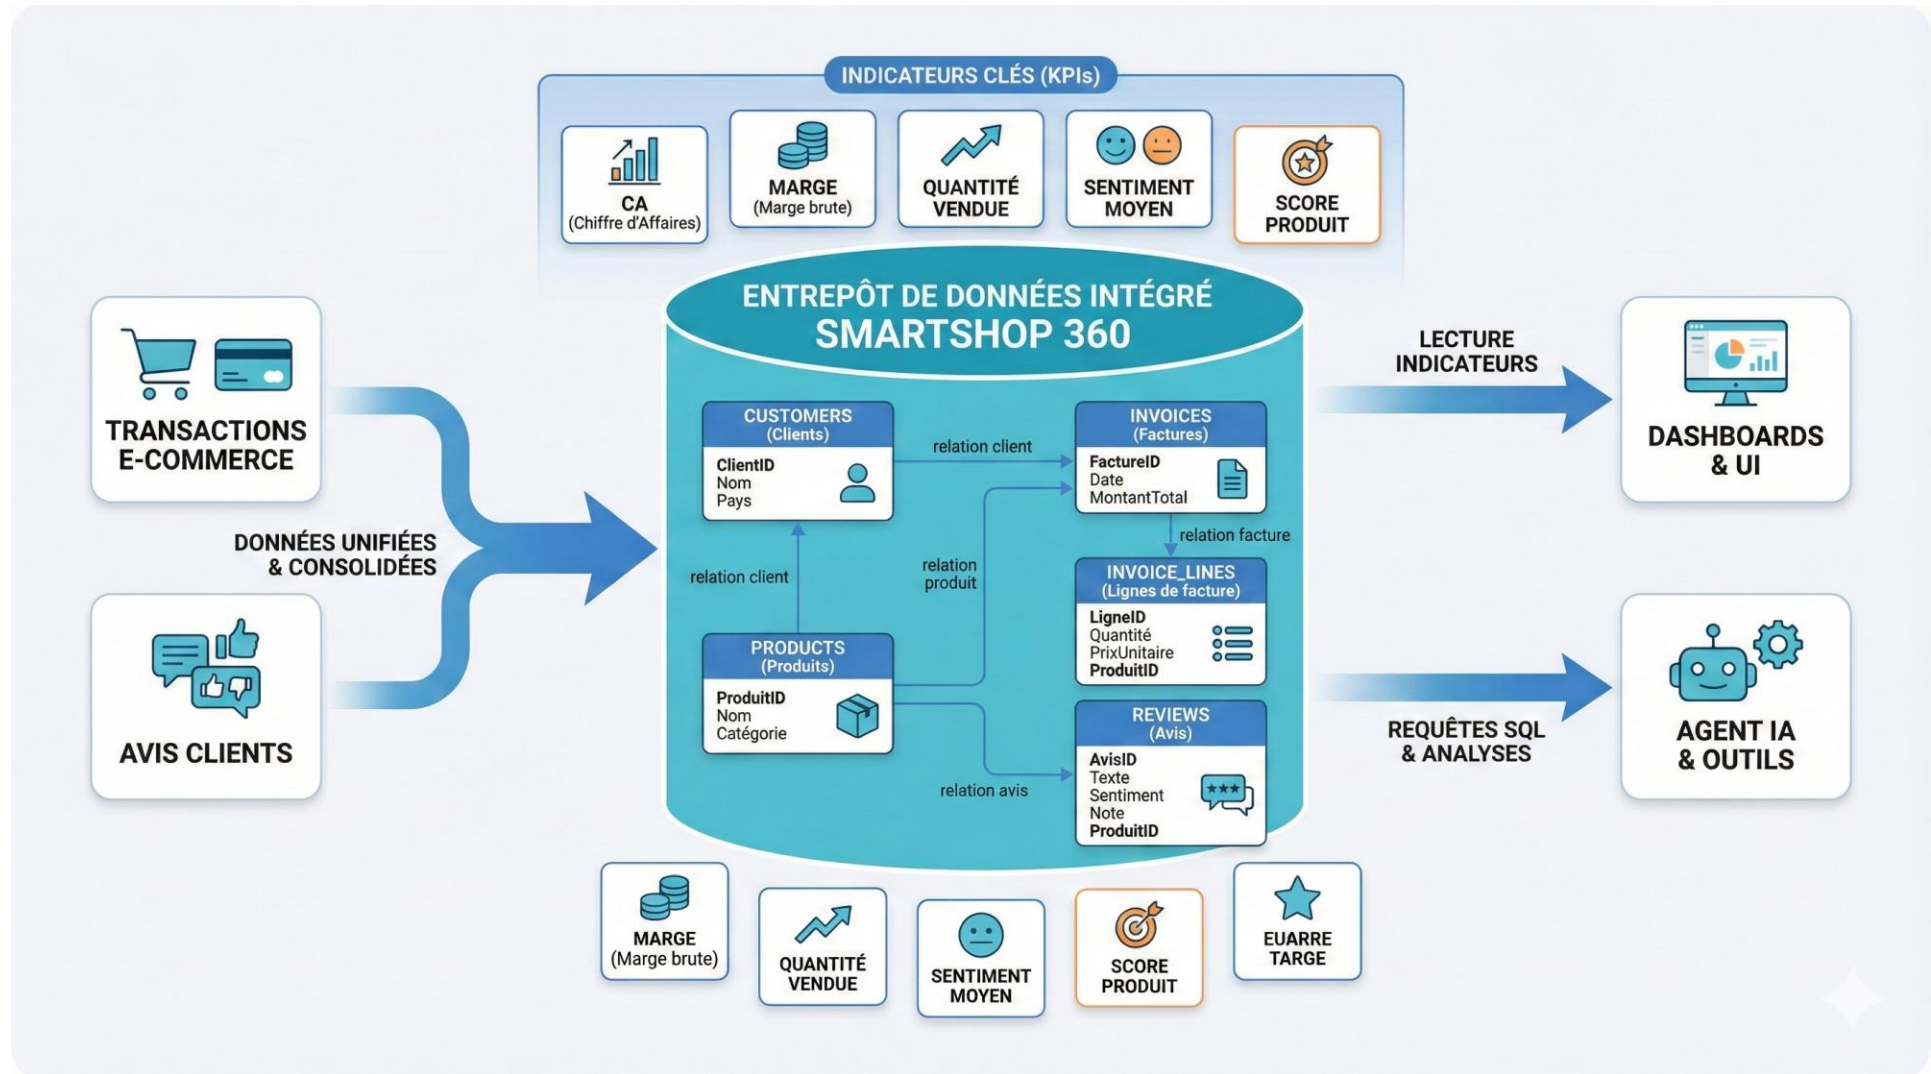 INDICATEURS CLÉS (KPIs)
CA
(Chiffre d'Affaires)
MARGE
(Marge brute)
QUANTITÉ
VENDUE
SENTIMENT
MOYEN
SCORE
PRODUIT
ENTREPÔT DE DONNÉES INTÉGRÉ
SMARTSHOP 360
TRANSACTIONS
E-COMMERCE
DONNÉES UNIFIÉES
& CONSOLIDÉES
AVIS CLIENTS
CUSTOMERS
(Clients)
ClientID
Nom
Pays
relation client
INVOICES
(Factures)
FactureID
Date
MontantTotal
relation client
relation
produit
relation facture
INVOICE_LINES
(Lignes de facture)
LigneID
Quantité
PrixUnitaire
ProduitID
PRODUCTS
(Produits)
ProduitID
Nom
Catégorie
relation avis
REVIEWS
(Avis)
AvisID
Texte
Sentiment
Note
ProduitID
LECTURE
INDICATEURS
DASHBOARDS
& UI
REQUÊTES SQL
& ANALYSES
AGENT IA
& OUTILS
MARGE
(Marge brute)
QUANTITÉ
VENDUE
SENTIMENT
MOYEN
SCORE
PRODUIT
EUARRE
TARGE